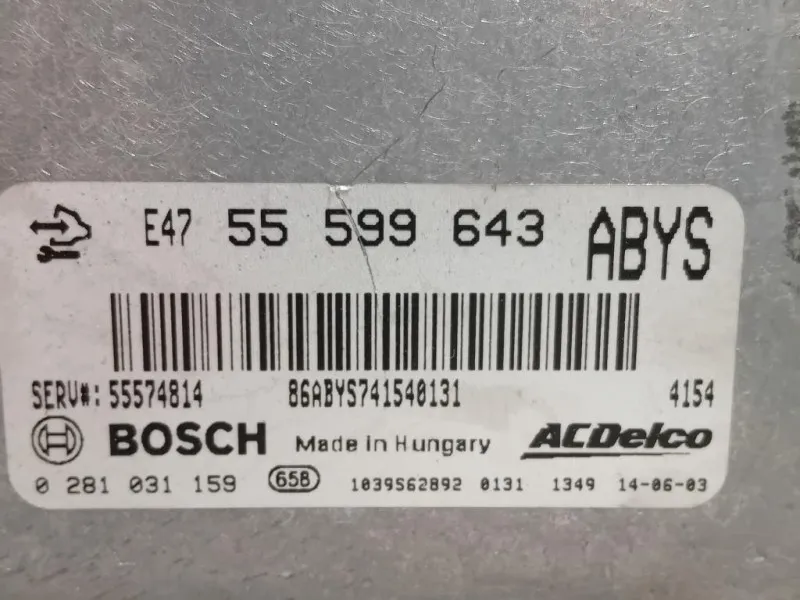 E47 55 599 643 ABYS
SERV#: 55574814 86ABYS741540131 4154
BOSCH Made in Hungary ACDelco
0 281 031 159 658 1039S62892 0131 1349 14-06-03